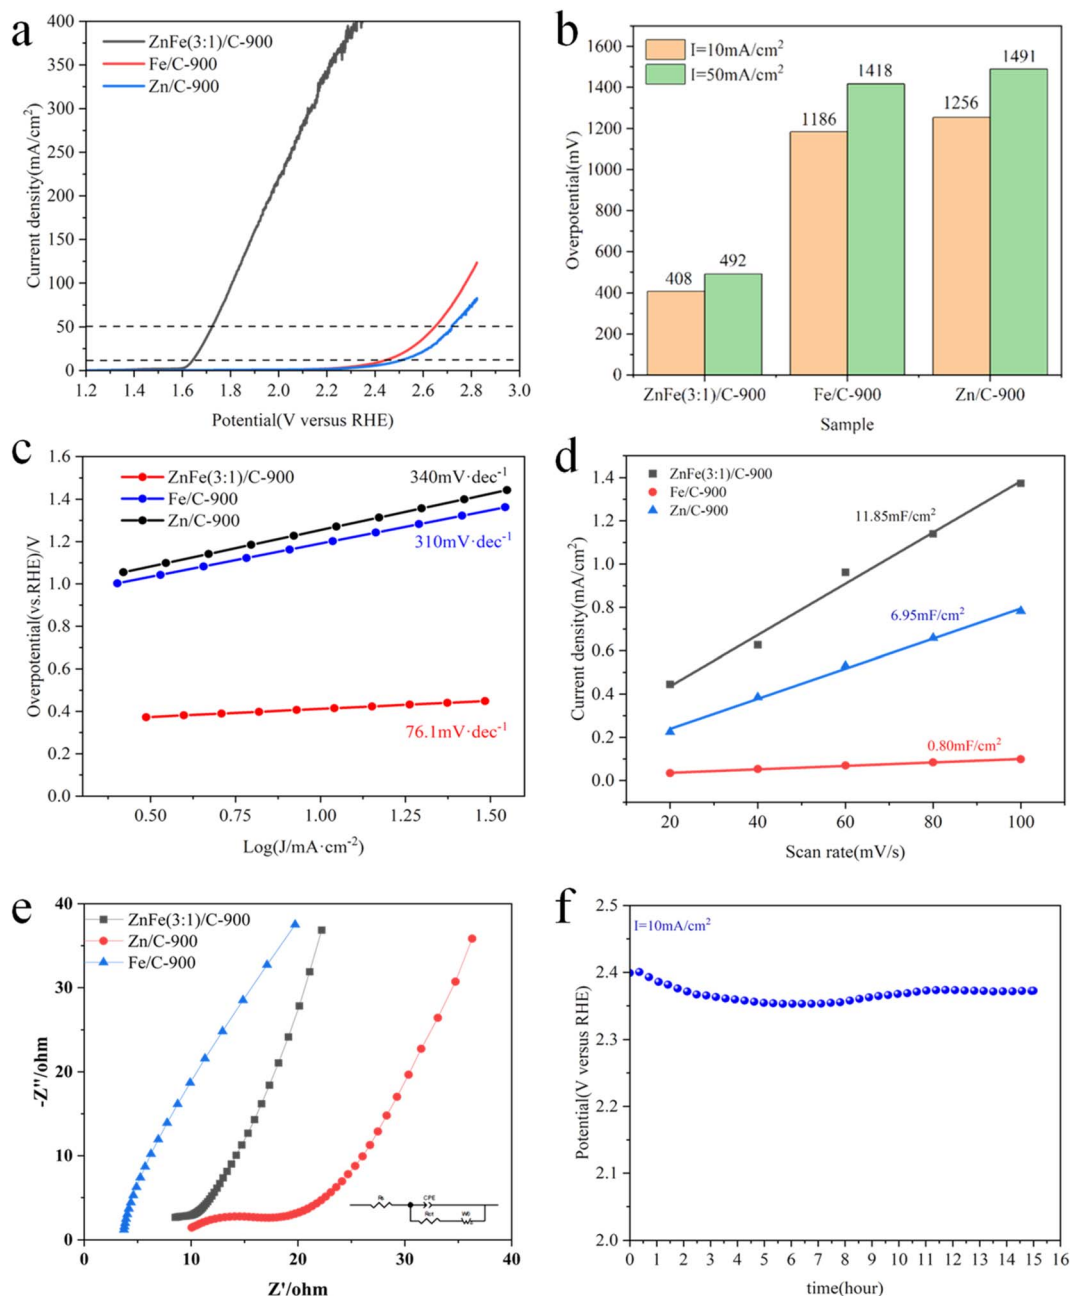 a
400
350
300
250
200
150
100
50
0
Current density(mA/cm²)
ZnFe(3:1)/C-900
Fe/C-900
Zn/C-900
1.2 1.4 1.6 1.8 2.0 2.2 2.4 2.6 2.8 3.0
Potential(V versus RHE)
b
1600
1400
1200
1000
800
600
400
200
0
Overpotential(mV)
I=10mA/cm²
I=50mA/cm²
408
492
1186
1418
1256
1491
ZnFe(3:1)/C-900 Fe/C-900 Zn/C-900
Sample
c
1.6
1.4
1.2
1.0
0.8
0.6
0.4
0.2
0.0
Overpotential(vs.RHE)/V
ZnFe(3:1)/C-900
Fe/C-900
Zn/C-900
340mV·dec⁻¹
310mV·dec⁻¹
76.1mV·dec⁻¹
0.50 0.75 1.00 1.25 1.50
Log(J/mA·cm⁻²)
d
1.4
1.2
1.0
0.8
0.6
0.4
0.2
0.0
Current density(mA/cm²)
ZnFe(3:1)/C-900
Fe/C-900
Zn/C-900
11.85mF/cm²
6.95mF/cm²
0.80mF/cm²
20 40 60 80 100
Scan rate(mV/s)
e
40
30
20
10
0
-Z''/ohm
ZnFe(3:1)/C-900
Zn/C-900
Fe/C-900
CPE
0 10 20 30 40
Z'/ohm
f
2.5
2.4
2.3
2.2
2.1
2.0
Potential(V versus RHE)
I=10mA/cm²
0 1 2 3 4 5 6 7 8 9 10 11 12 13 14 15 16
time(hour)